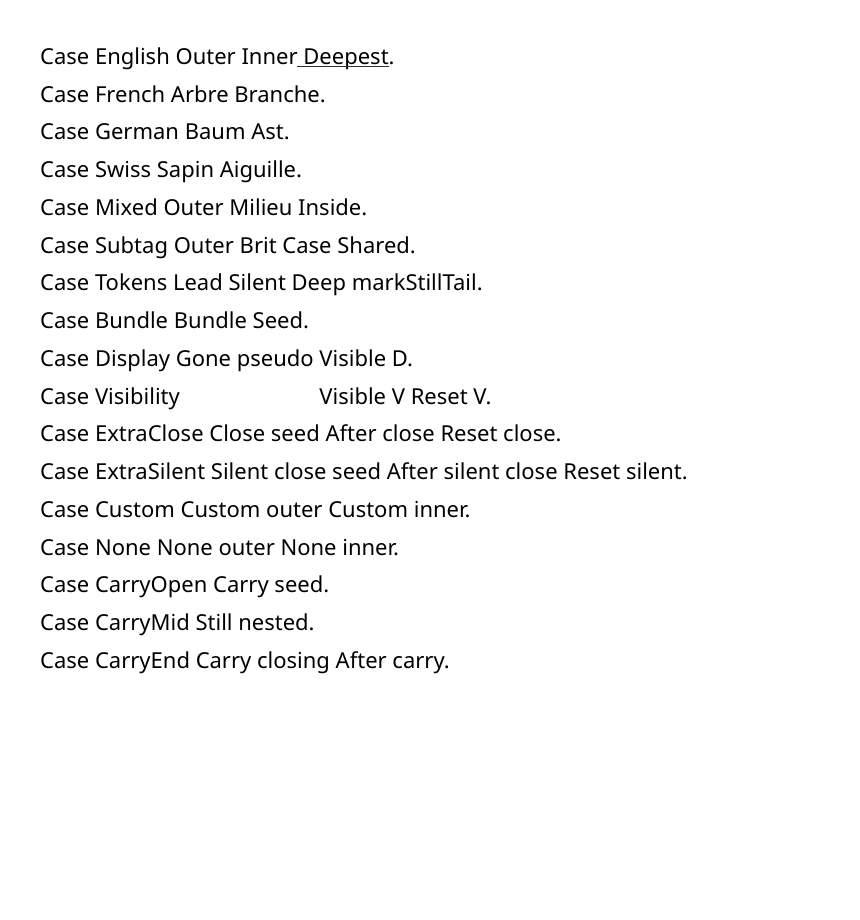 Case English Outer Inner Deepest.
Case French Arbre Branche.
Case German Baum Ast.
Case Swiss Sapin Aiguille.
Case Mixed Outer Milieu Inside.
Case Subtag Outer Brit Case Shared.
Case Tokens Lead Silent Deep markStillTail.
Case Bundle Bundle Seed.
Case Display Gone pseudo Visible D.
Case Visibility Visible V Reset V.
Case ExtraClose Close seed After close Reset close.
Case ExtraSilent Silent close seed After silent close Reset silent.
Case Custom Custom outer Custom inner.
Case None None outer None inner.
Case CarryOpen Carry seed.
Case CarryMid Still nested.
Case CarryEnd Carry closing After carry.